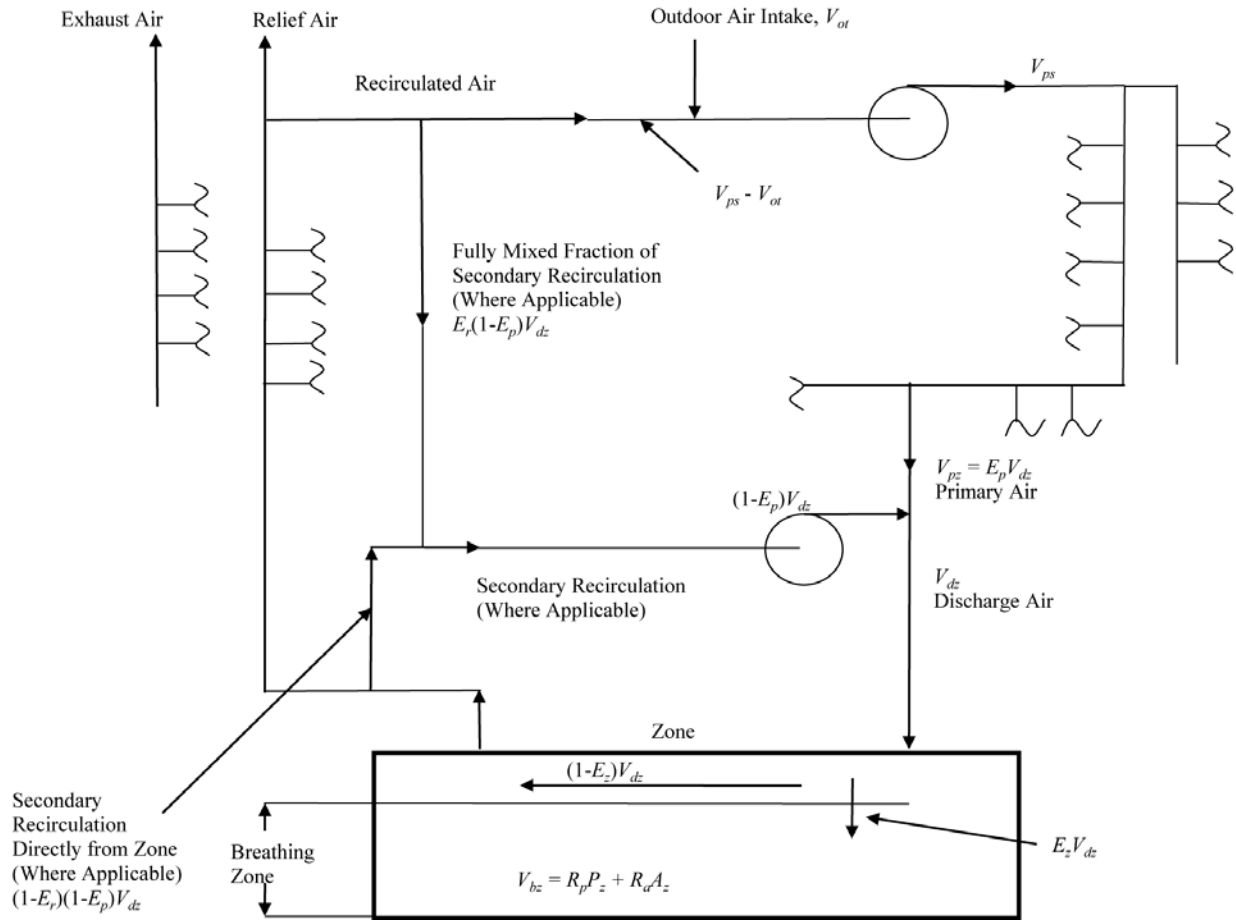 Exhaust Air
Relief Air
Outdoor Air Intake, V_ot
Recirculated Air
V_ps
V_ps - V_ot
Fully Mixed Fraction of
Secondary Recirculation
(Where Applicable)
E_r(1-E_p)V_dz
V_pz = E_pV_dz
Primary Air
(1-E_p)V_dz
Secondary Recirculation
(Where Applicable)
V_dz
Discharge Air
Zone
(1-E_z)V_dz
Secondary
Recirculation
Directly from Zone
(Where Applicable)
(1-E_r)(1-E_p)V_dz
Breathing
Zone
E_zV_dz
V_bz = R_pP_z + R_aA_z